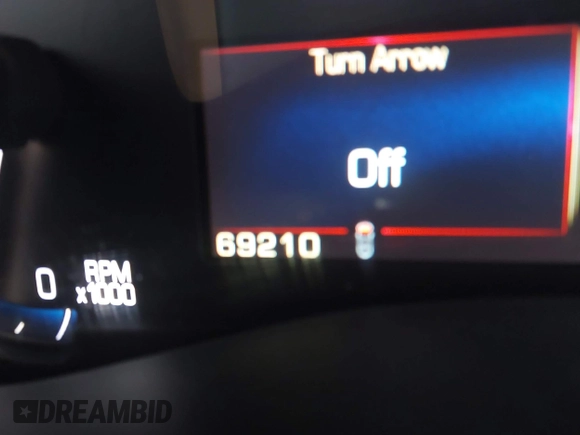 Turn Arrow
Off
69210
0
RPM
x1000
DREAMBID